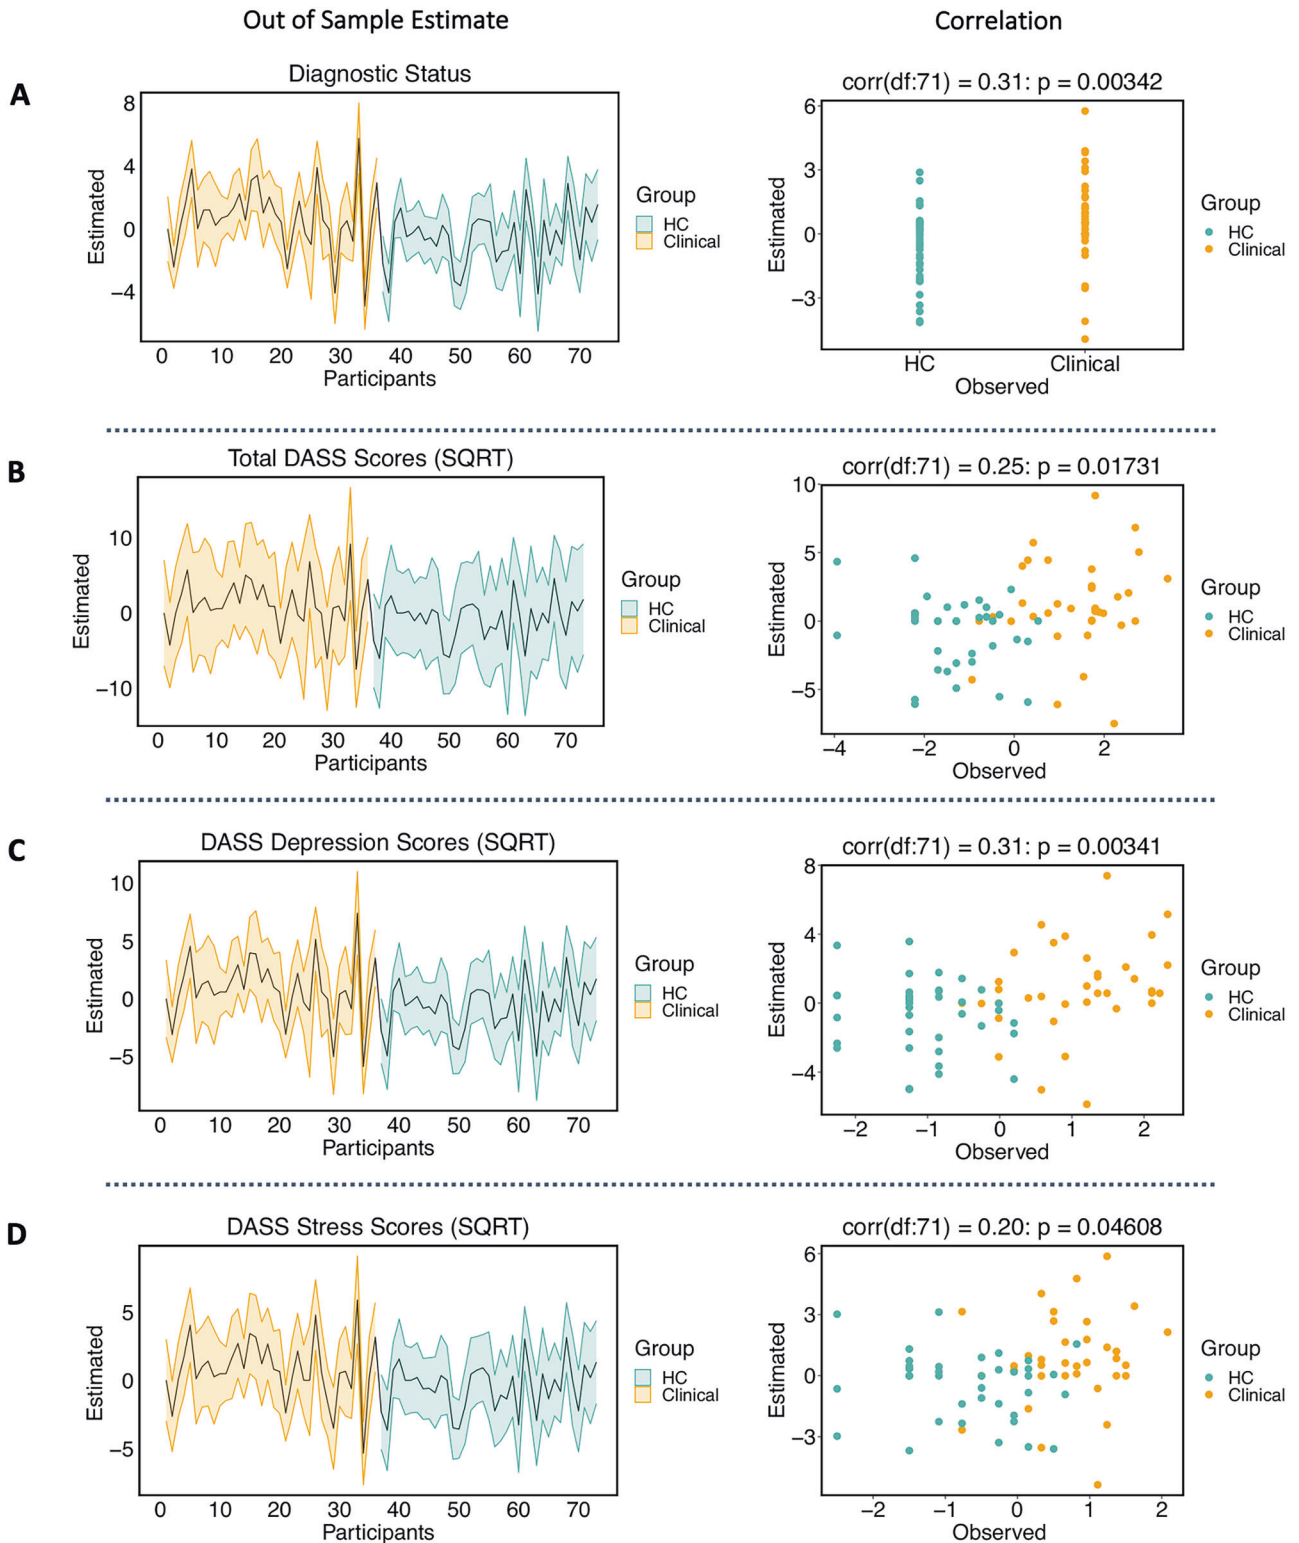 Out of Sample Estimate
Correlation
A
Diagnostic Status
Estimated
8
4
0
−4
0 10 20 30 40 50 60 70
Participants
Group
HC
Clinical
corr(df:71) = 0.31: p = 0.00342
Estimated
6
3
0
−3
HC Clinical
Observed
Group
HC
Clinical
B
Total DASS Scores (SQRT)
Estimated
10
0
−10
0 10 20 30 40 50 60 70
Participants
Group
HC
Clinical
corr(df:71) = 0.25: p = 0.01731
Estimated
10
5
0
−5
−4 −2 0 2
Observed
Group
HC
Clinical
C
DASS Depression Scores (SQRT)
Estimated
10
5
0
−5
0 10 20 30 40 50 60 70
Participants
Group
HC
Clinical
corr(df:71) = 0.31: p = 0.00341
Estimated
8
4
0
−4
−2 −1 0 1 2
Observed
Group
HC
Clinical
D
DASS Stress Scores (SQRT)
Estimated
5
0
−5
0 10 20 30 40 50 60 70
Participants
Group
HC
Clinical
corr(df:71) = 0.20: p = 0.04608
Estimated
6
3
0
−3
−2 −1 0 1 2
Observed
Group
HC
Clinical